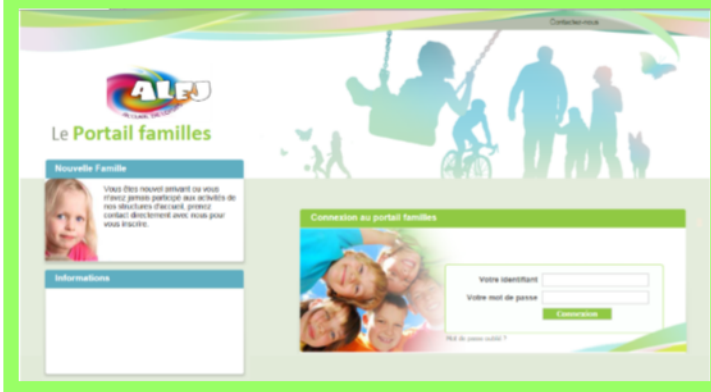 Contactez-nous
ALEJ
Le Portail familles
Nouvelle Famille
Vous êtes nouvel arrivant ou vous
n'avez jamais participé aux activités de
nos structures d'accueil, prenez
contact directement avec nous pour
vous inscrire.
Connexion au portail familles
Informations
Votre identifiant
Votre mot de passe
Connexion
Mot de passe oublié ?